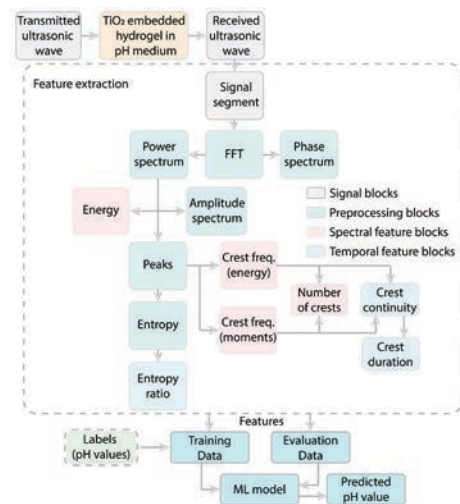 Transmitted
ultrasonic
wave
TiO₂ embedded
hydrogel in
pH medium
Received
ultrasonic
wave
Feature extraction
Signal
segment
Power
spectrum
FFT
Phase
spectrum
Energy
Amplitude
spectrum
Signal blocks
Preprocessing blocks
Spectral feature blocks
Temporal feature blocks
Peaks
Crest freq.
(energy)
Number
of crests
Crest
continuity
Entropy
Crest freq.
(moments)
Crest
duration
Entropy
ratio
Features
Labels
(pH values)
Training
Data
Evaluation
Data
ML model
Predicted
pH value